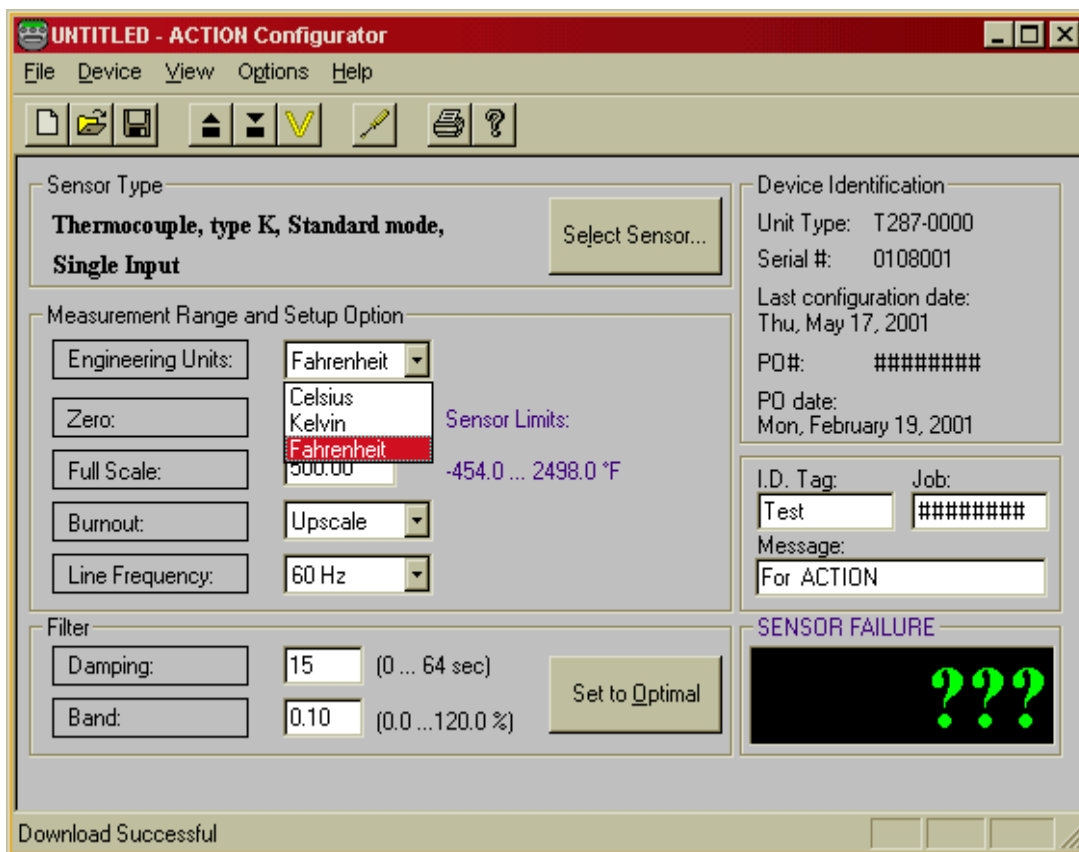 UNTITLED - ACTION Configurator
File Device View Options Help
Sensor Type
Thermocouple, type K, Standard mode,
Single Input
Select Sensor...
Measurement Range and Setup Option
Engineering Units: Fahrenheit
Celsius
Kelvin
Fahrenheit
Zero: Sensor Limits:
Full Scale: 500.00 -454.0 ... 2498.0 °F
Burnout: Upscale
Line Frequency: 60 Hz
Filter
Damping: 15 (0 ... 64 sec)
Band: 0.10 (0.0 ...120.0 %)
Set to Optimal
Device Identification
Unit Type: T287-0000
Serial #: 0108001
Last configuration date:
Thu, May 17, 2001
PO#: ########
PO date:
Mon, February 19, 2001
I.D. Tag: Job:
Test ########
Message:
For ACTION
SENSOR FAILURE
???
Download Successful